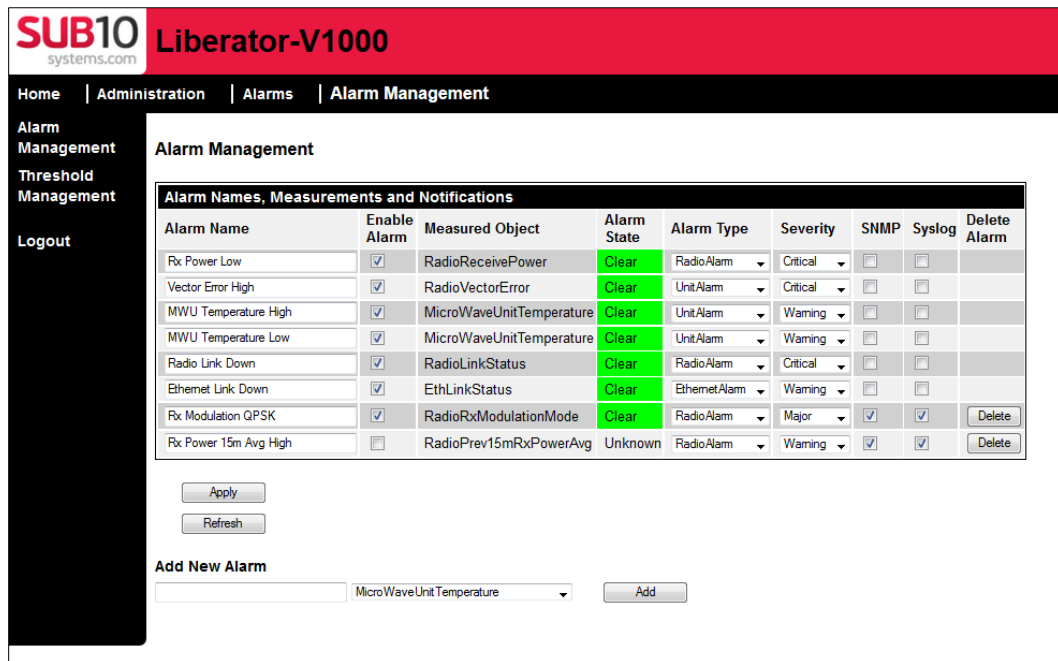 SUB10
systems.com
Liberator-V1000
Home | Administration | Alarms | Alarm Management
Alarm
Management
Threshold
Management
Logout
Alarm Management
Alarm Names, Measurements and Notifications
Alarm Name Enable Alarm Measured Object Alarm State Alarm Type Severity SNMP Syslog Delete Alarm
Rx Power Low RadioReceivePower Clear RadioAlarm Critical
Vector Error High RadioVectorError Clear UnitAlarm Critical
MWU Temperature High MicroWaveUnitTemperature Clear UnitAlarm Warning
MWU Temperature Low MicroWaveUnitTemperature Clear UnitAlarm Warning
Radio Link Down RadioLinkStatus Clear RadioAlarm Critical
Ethernet Link Down EthLinkStatus Clear EthernetAlarm Warning
Rx Modulation QPSK RadioRxModulationMode Clear RadioAlarm Major Delete
Rx Power 15m Avg High RadioPrev15mRxPowerAvg Unknown RadioAlarm Warning Delete
Apply
Refresh
Add New Alarm
MicroWaveUnitTemperature Add